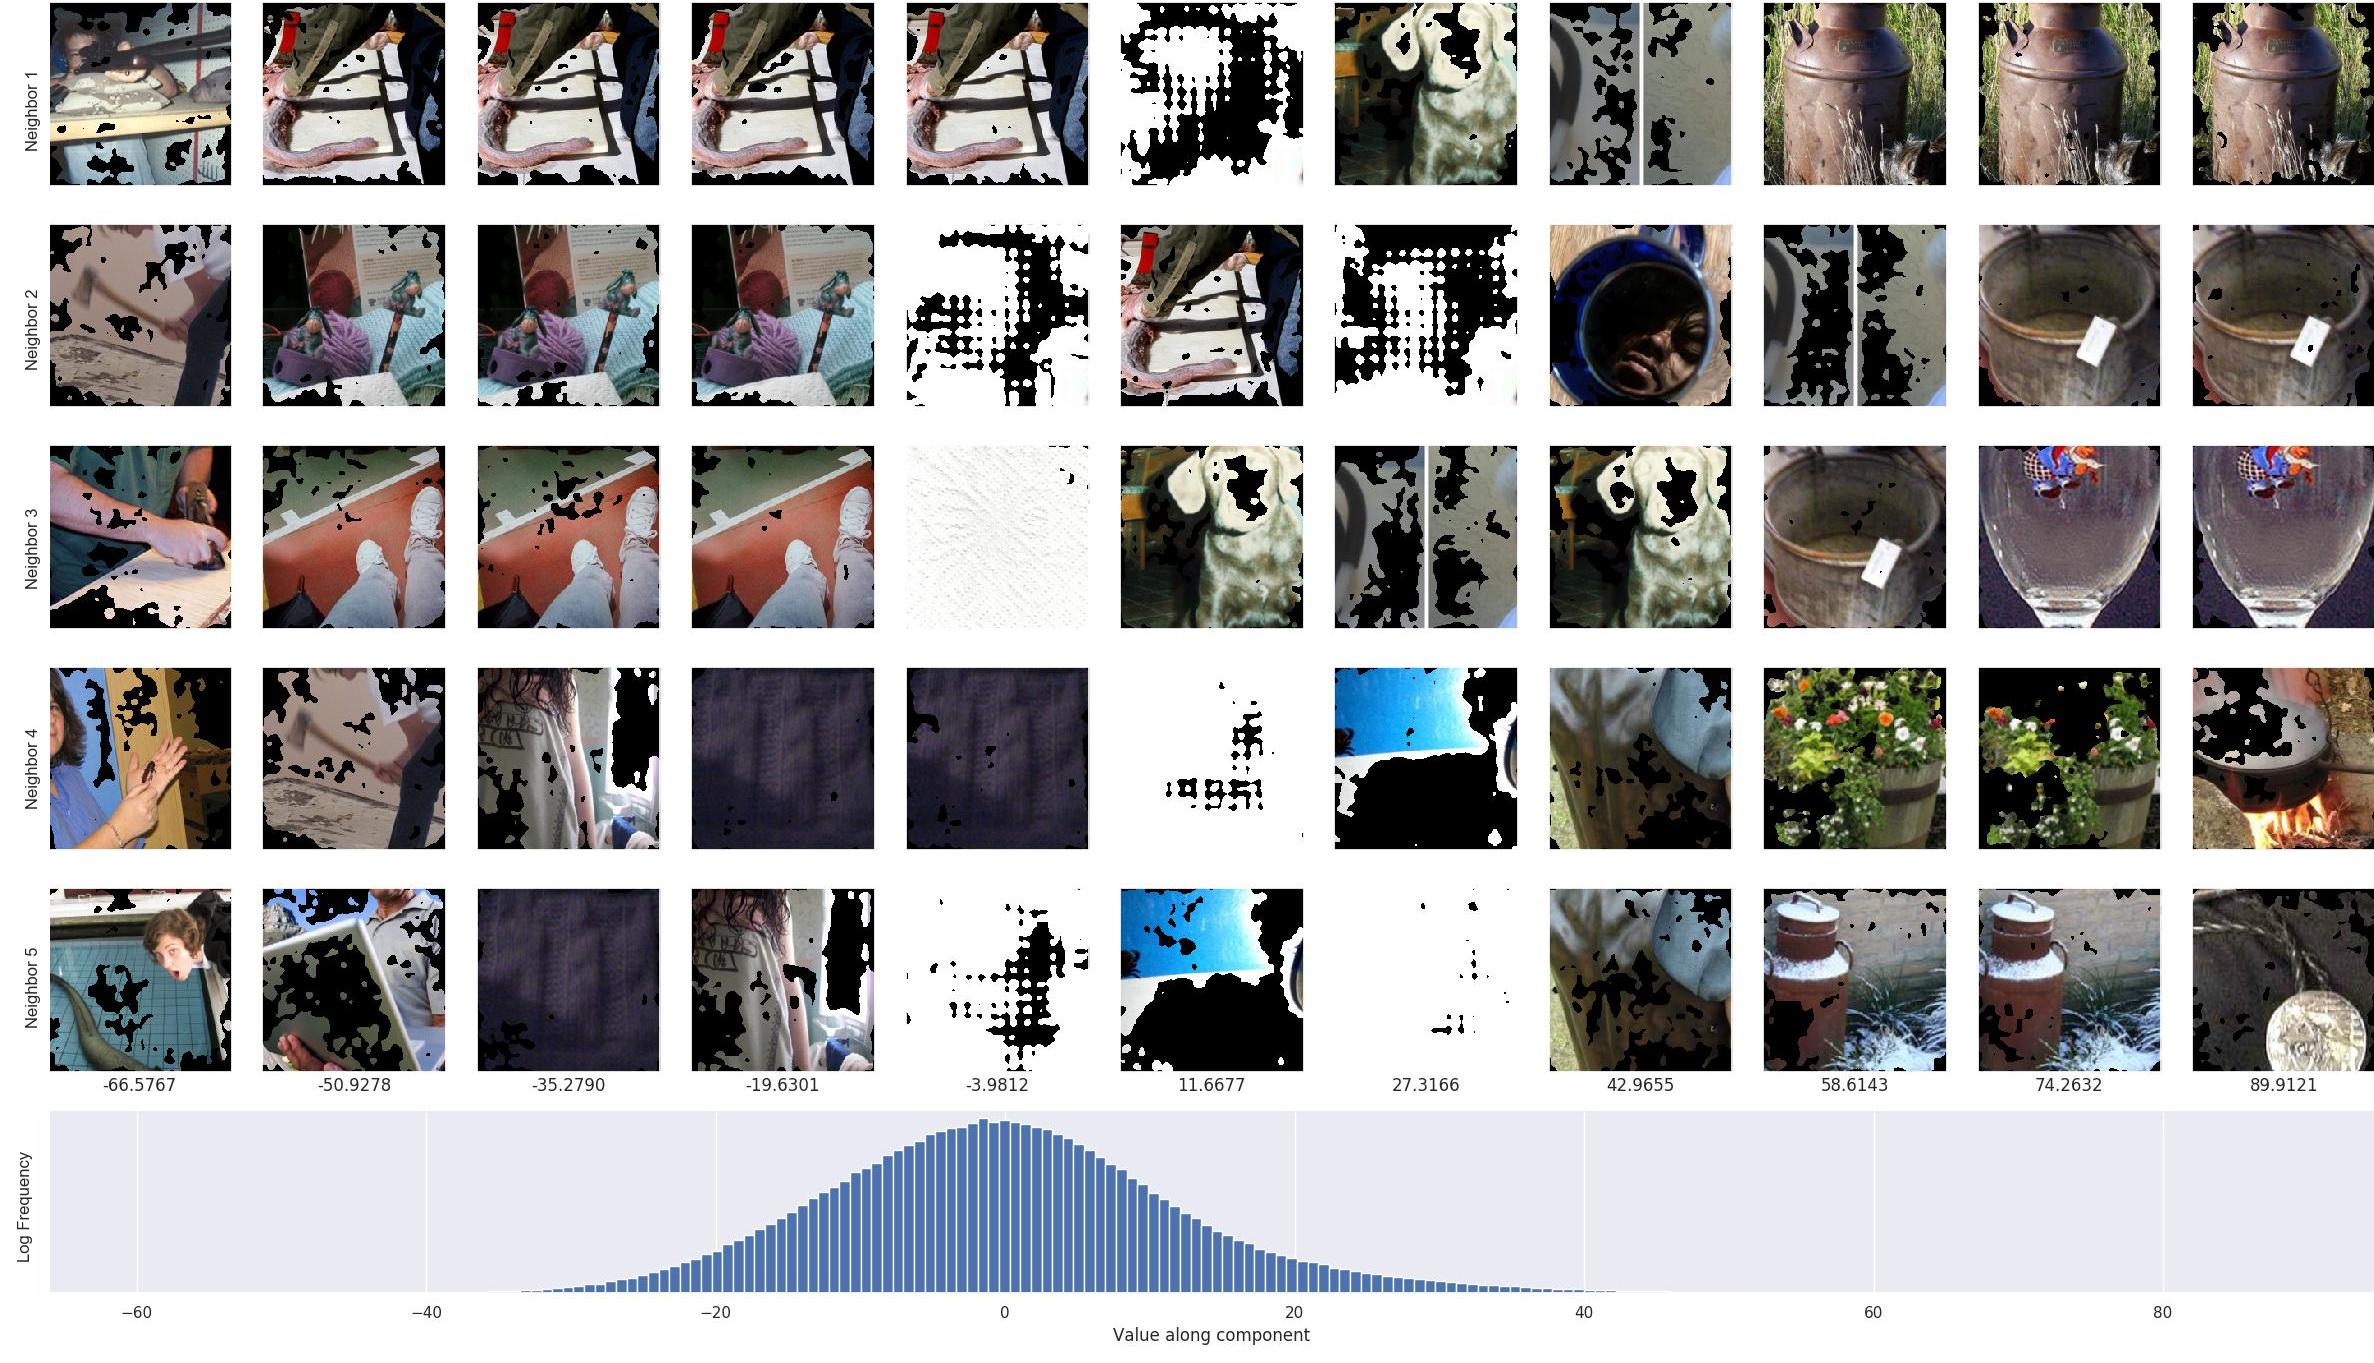 Neighbor 1
Neighbor 2
Neighbor 3
Neighbor 4
Neighbor 5
-66.5767 -50.9278 -35.2790 -19.6301 -3.9812 11.6677 27.3166 42.9655 58.6143 74.2632 89.9121
Log Frequency
−60 −40 −20 0 20 40 60 80
Value along component